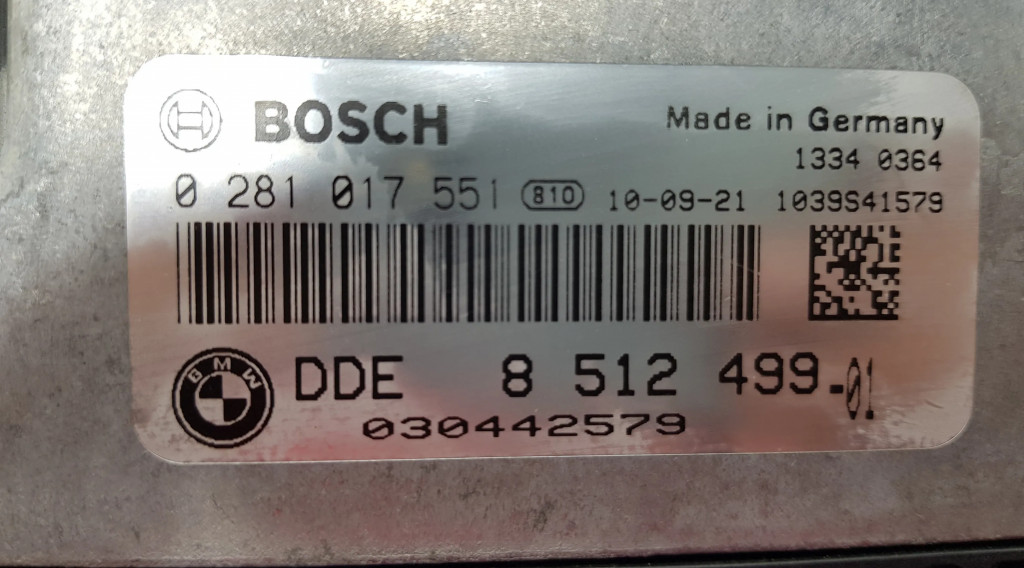 BOSCH
Made in Germany
1334 0364
0 281 017 551 810 10-09-21 1039S41579
BMW DDE 8 512 499-01
030442579